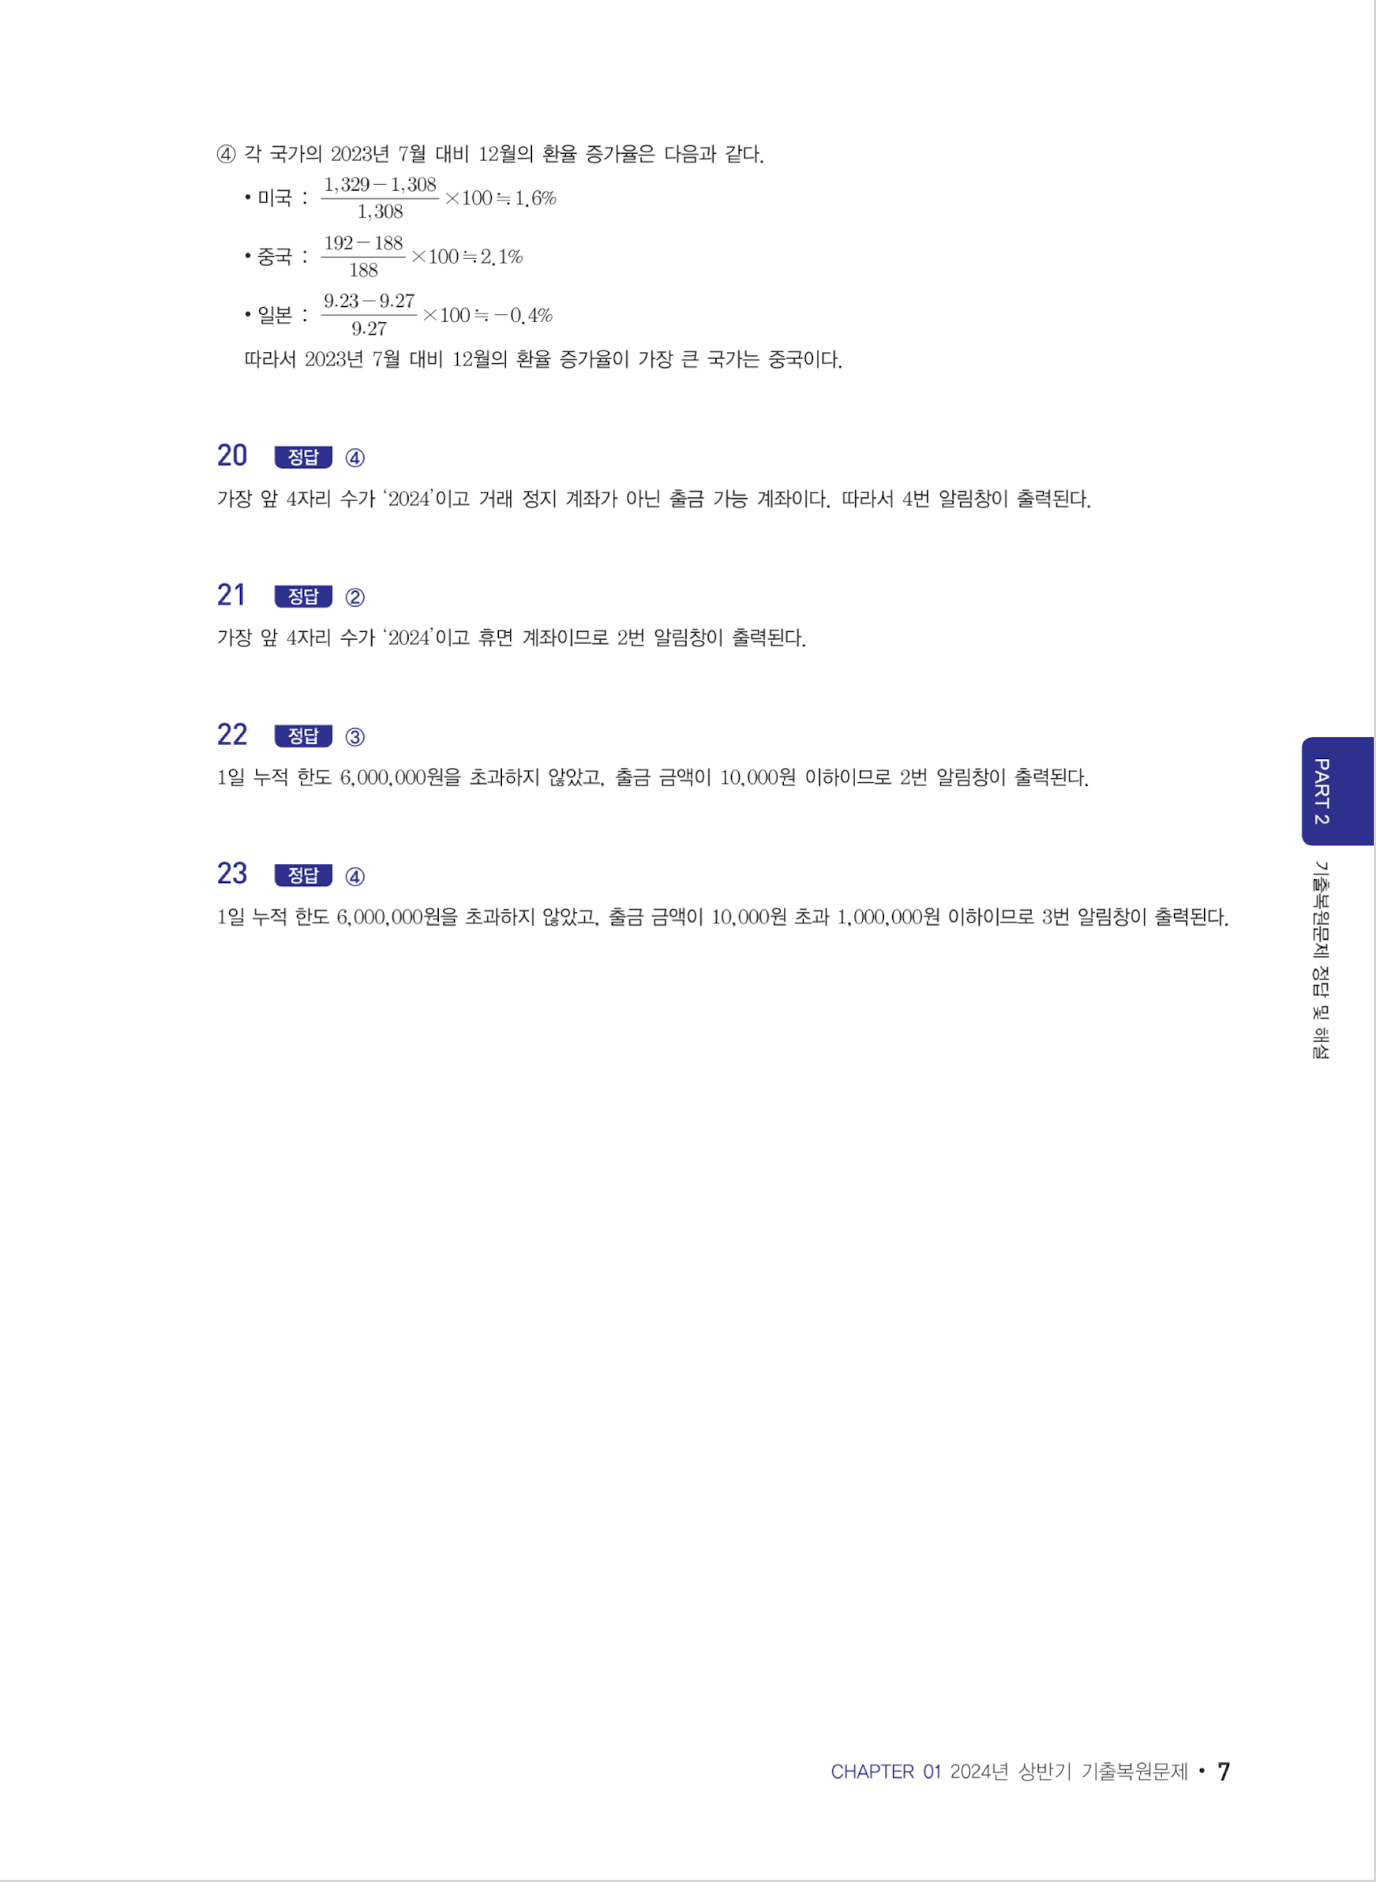 ④ 각 국가의 2023년 7월 대비 12월의 환율 증가율은 다음과 같다.
• 미국 : (1,329−1,308)/1,308 ×100≒1.6%
• 중국 : (192−188)/188 ×100≒2.1%
• 일본 : (9.23−9.27)/9.27 ×100≒−0.4%
따라서 2023년 7월 대비 12월의 환율 증가율이 가장 큰 국가는 중국이다.
20 정답 ④
가장 앞 4자리 수가 ‘2024’이고 거래 정지 계좌가 아닌 출금 가능 계좌이다. 따라서 4번 알림창이 출력된다.
21 정답 ②
가장 앞 4자리 수가 ‘2024’이고 휴면 계좌이므로 2번 알림창이 출력된다.
22 정답 ③
1일 누적 한도 6,000,000원을 초과하지 않았고, 출금 금액이 10,000원 이하이므로 2번 알림창이 출력된다.
23 정답 ④
1일 누적 한도 6,000,000원을 초과하지 않았고, 출금 금액이 10,000원 초과 1,000,000원 이하이므로 3번 알림창이 출력된다.
PART 2
기출복원문제 정답 및 해설
CHAPTER 01 2024년 상반기 기출복원문제 • 7